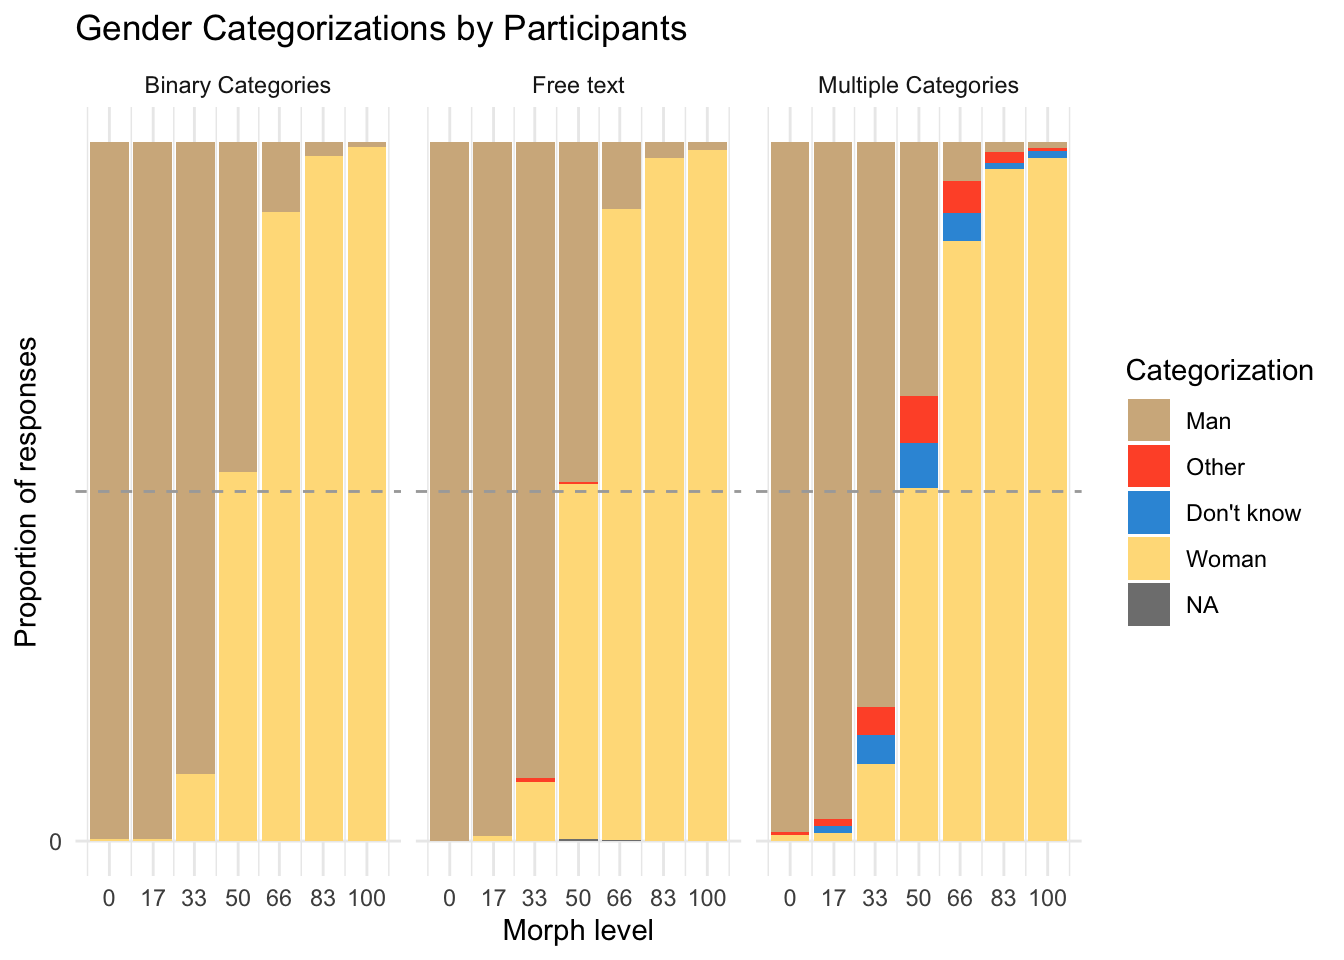 Gender Categorizations by Participants
Binary Categories
Free text
Multiple Categories
Proportion of responses
0
0 17 33 50 66 83 100
0 17 33 50 66 83 100
0 17 33 50 66 83 100
Morph level
Categorization
Man
Other
Don't know
Woman
NA